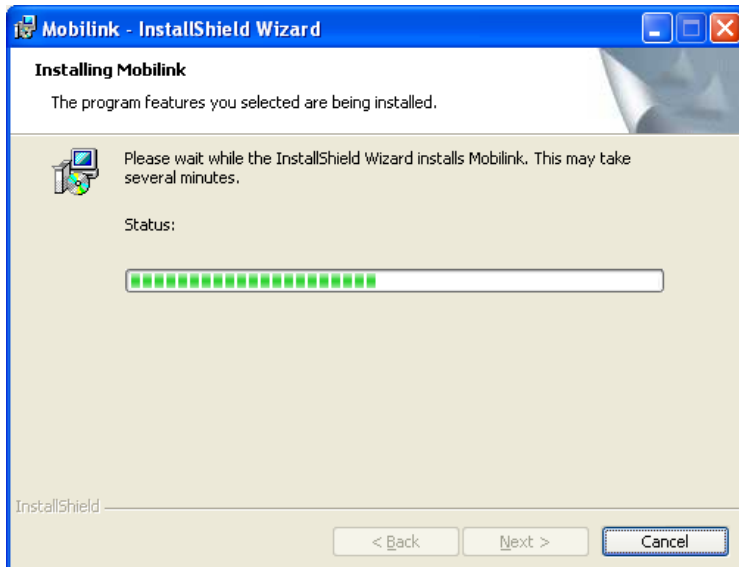 Mobilink - InstallShield Wizard
Installing Mobilink
The program features you selected are being installed.
Please wait while the InstallShield Wizard installs Mobilink. This may take
several minutes.
Status:
InstallShield
< Back
Next >
Cancel